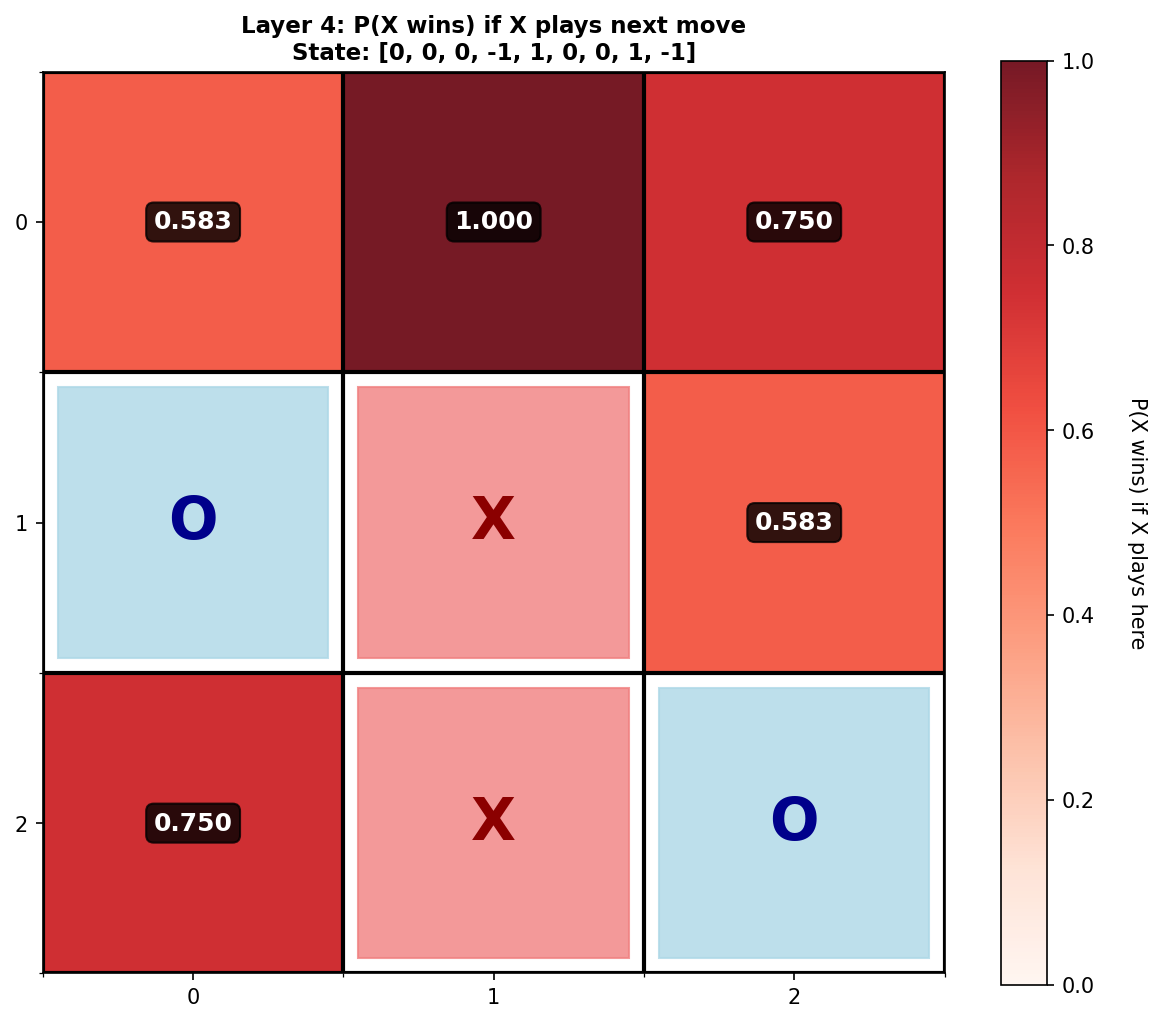 Layer 4: P(X wins) if X plays next move
State: [0, 0, 0, -1, 1, 0, 0, 1, -1]
0
0.583
1.000
0.750
1
O
X
0.583
2
0.750
X
O
0
1
2
1.0
0.8
0.6
0.4
0.2
0.0
P(X wins) if X plays here